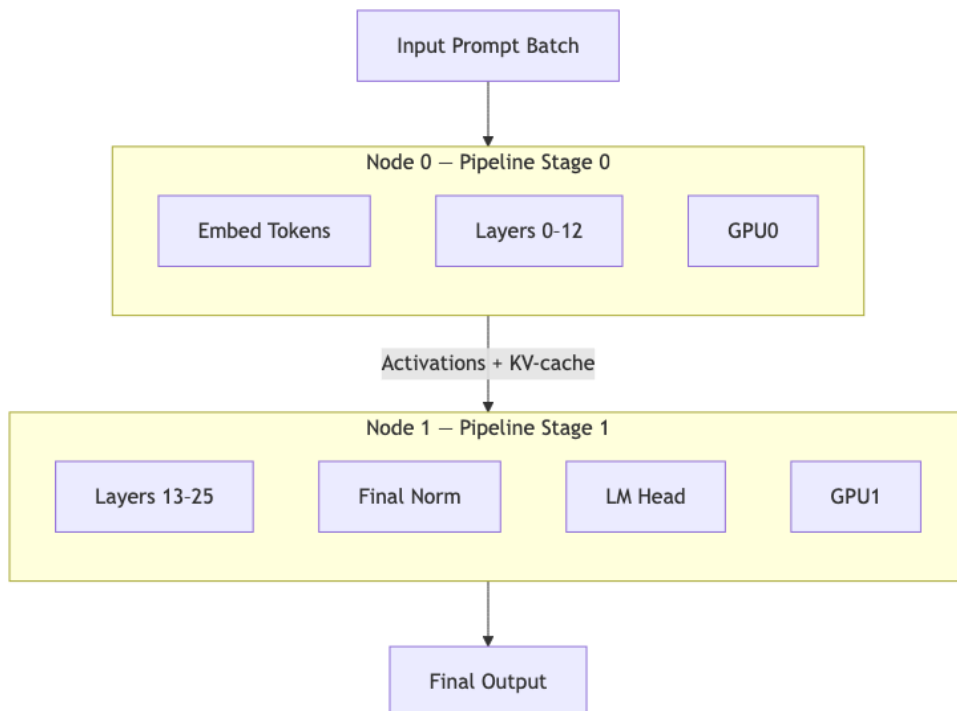 Input Prompt Batch
Node 0 — Pipeline Stage 0
Embed Tokens
Layers 0-12
GPU0
Activations + KV-cache
Node 1 — Pipeline Stage 1
Layers 13-25
Final Norm
LM Head
GPU1
Final Output